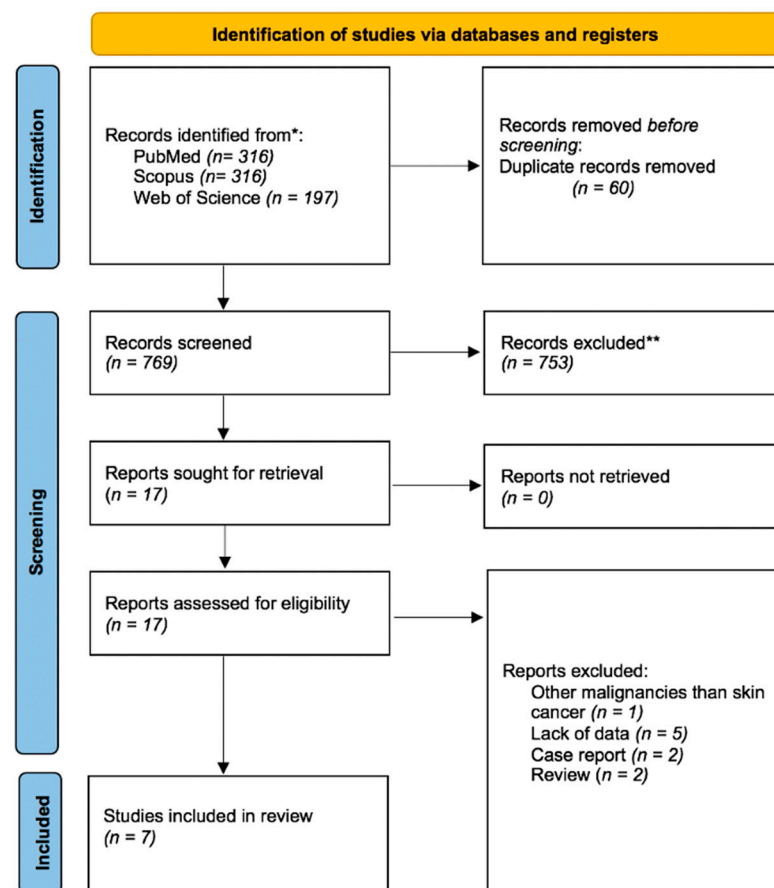 Identification of studies via databases and registers
Identification
Records identified from*:
PubMed (n= 316)
Scopus (n= 316)
Web of Science (n = 197)
Records removed before
screening:
Duplicate records removed
(n = 60)
Screening
Records screened
(n = 769)
Records excluded**
(n = 753)
Reports sought for retrieval
(n = 17)
Reports not retrieved
(n = 0)
Reports assessed for eligibility
(n = 17)
Reports excluded:
Other malignancies than skin
cancer (n = 1)
Lack of data (n = 5)
Case report (n = 2)
Review (n = 2)
Included
Studies included in review
(n = 7)